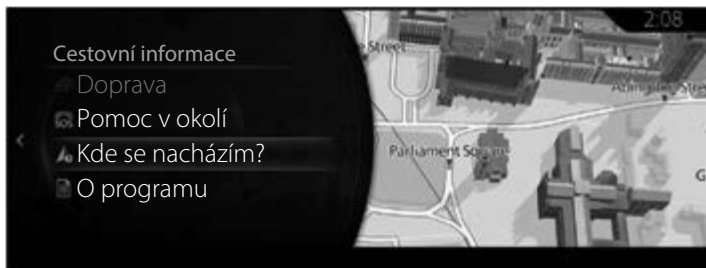 2:08
Cestovní informace
Doprava
Pomoc v okolí
Kde se nacházím?
O programu
Street
Parliament Square
G